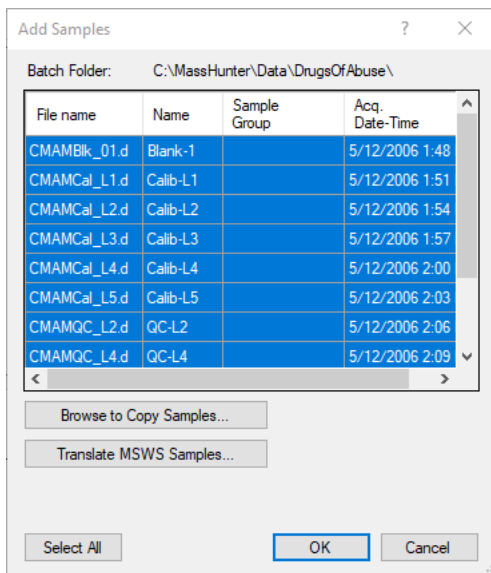 Add Samples
Batch Folder: C:\MassHunter\Data\DrugsOfAbuse\
File name Name Sample Group Acq. Date-Time
CMAMBlk_01.d Blank-1 5/12/2006 1:48
CMAMCal_L1.d Calib-L1 5/12/2006 1:51
CMAMCal_L2.d Calib-L2 5/12/2006 1:54
CMAMCal_L3.d Calib-L3 5/12/2006 1:57
CMAMCal_L4.d Calib-L4 5/12/2006 2:00
CMAMCal_L5.d Calib-L5 5/12/2006 2:03
CMAMQC_L2.d QC-L2 5/12/2006 2:06
CMAMQC_L4.d QC-L4 5/12/2006 2:09
Browse to Copy Samples...
Translate MSWS Samples...
Select All OK Cancel